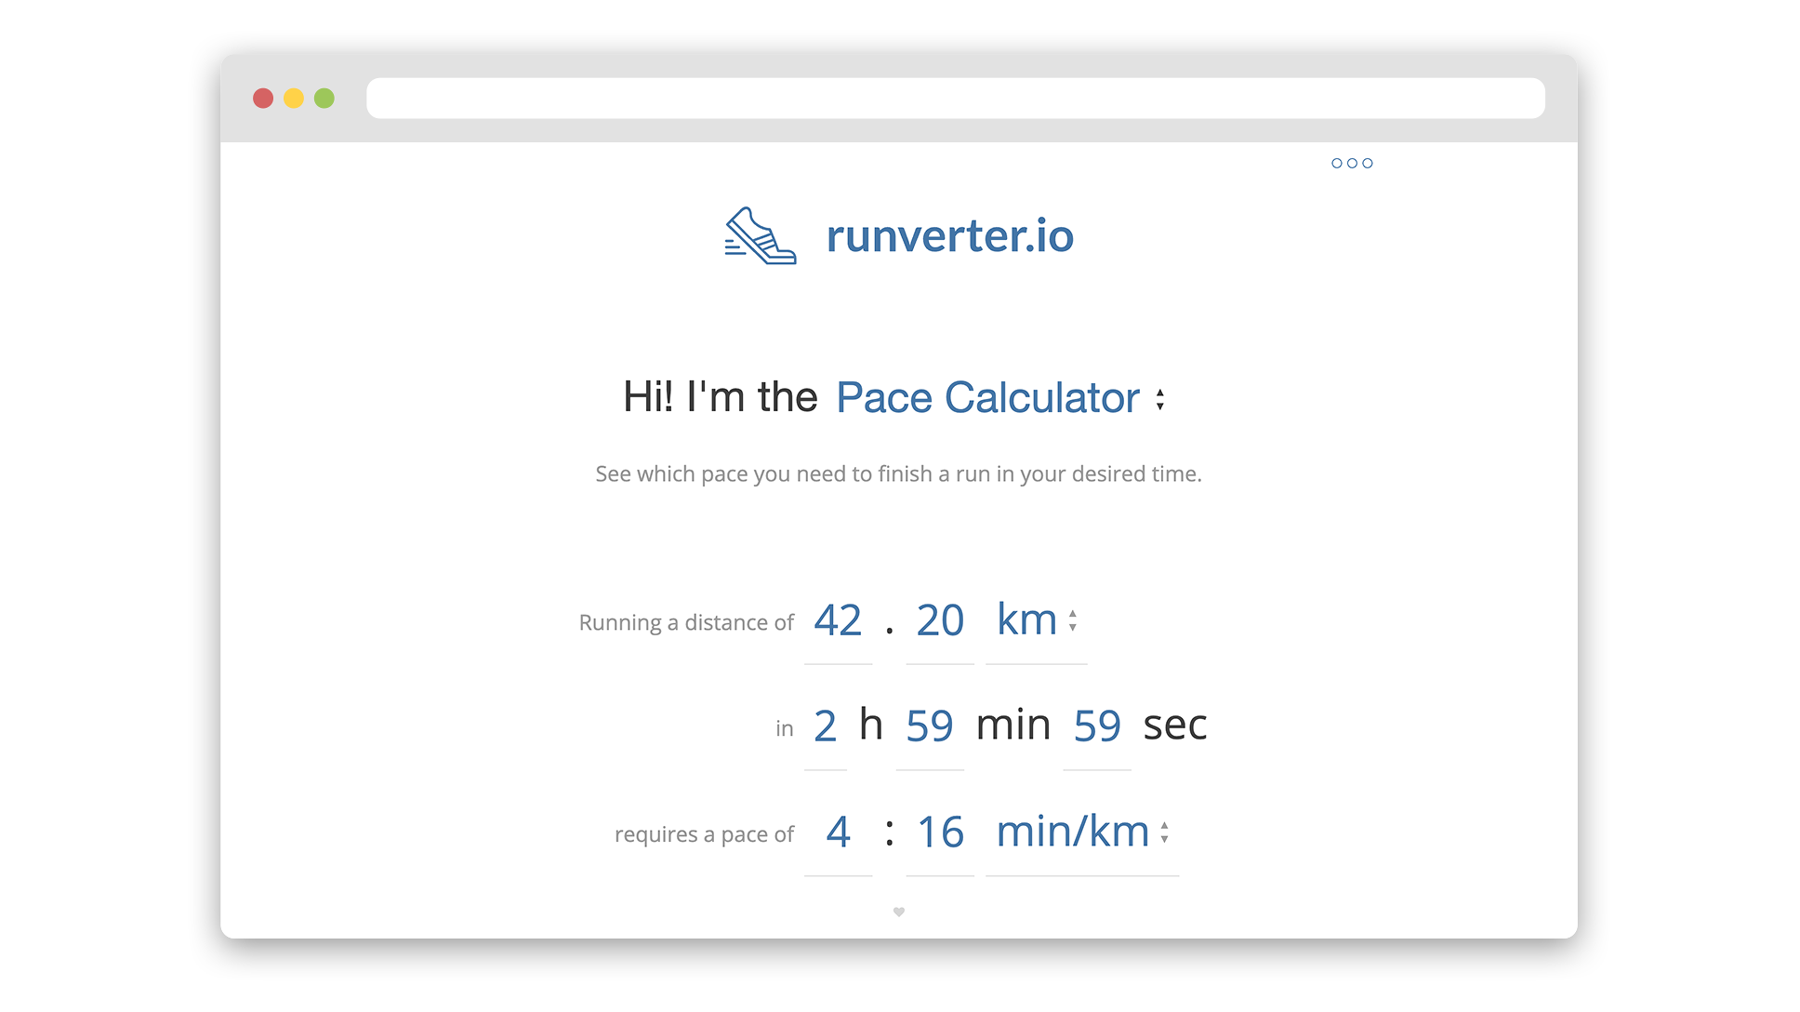 runverter.io
Hi! I'm the Pace Calculator
See which pace you need to finish a run in your desired time.
Running a distance of 42 . 20 km
in 2 h 59 min 59 sec
requires a pace of 4 : 16 min/km